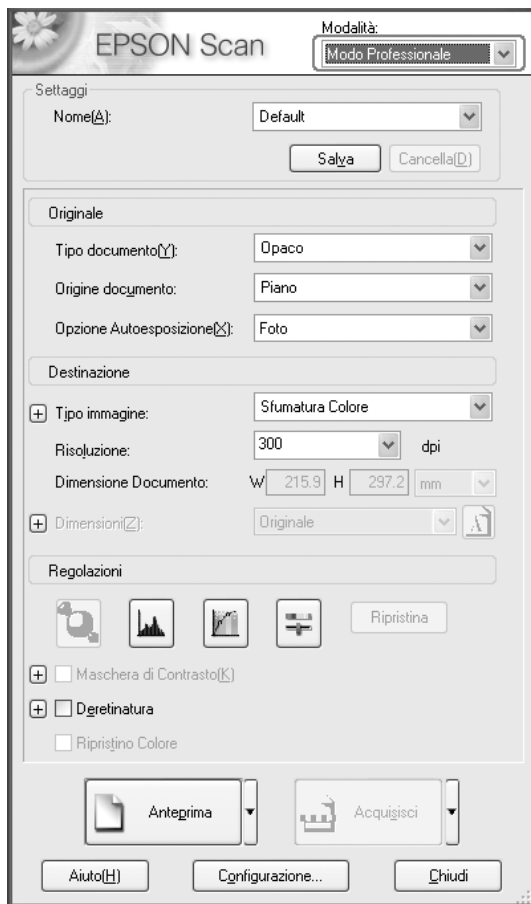 EPSON Scan
Modalità:
Modo Professionale
Settaggi
Nome(A): Default
Salva Cancella(D)
Originale
Tipo documento(Y): Opaco
Origine documento: Piano
Opzione Autoesposizione(X): Foto
Destinazione
Tipo immagine: Sfumatura Colore
Risoluzione: 300 dpi
Dimensione Documento: W 215.9 H 297.2 mm
Dimensioni(Z): Originale A
Regolazioni
Ripristina
Maschera di Contrasto(K)
Deretinatura
Ripristino Colore
Anteprima Acquisisci
Aiuto(H) Configurazione... Chiudi